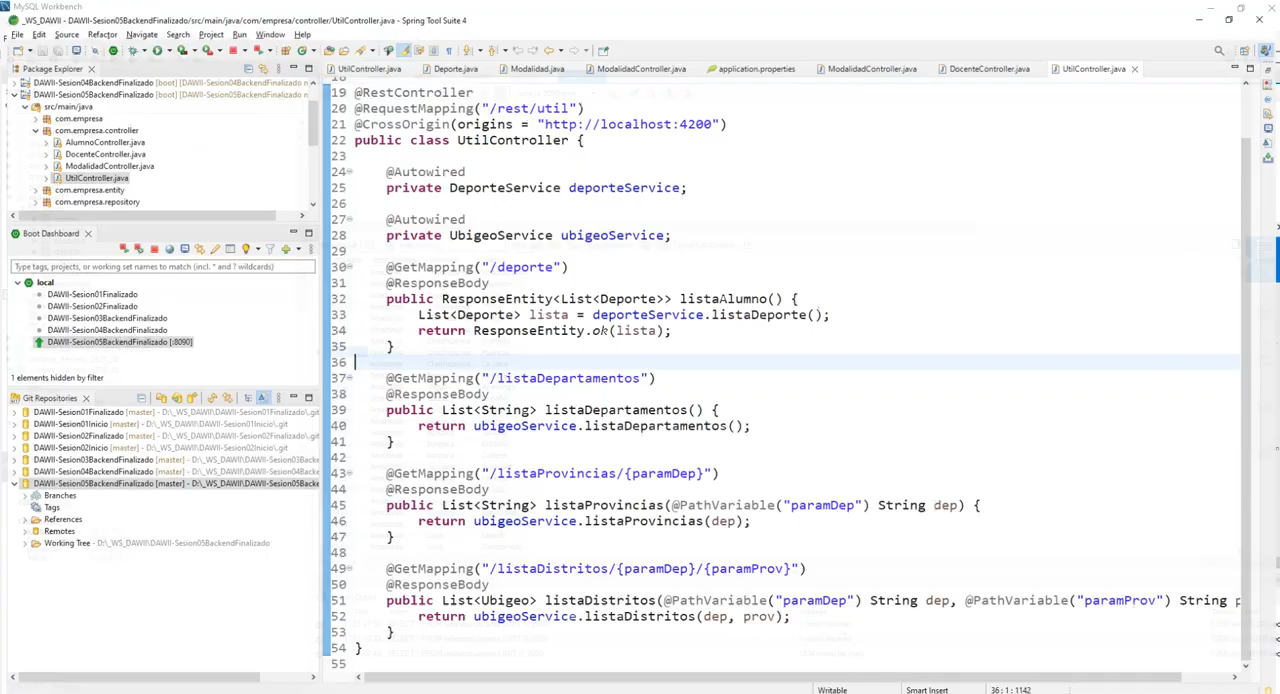 MySQL Workbench
_WS_DAWII - DAWII-Sesion05BackendFinalizado/src/main/java/com/empresa/controller/UtilController.java - Spring Tool Suite 4
File Edit Source Refactor Navigate Search Project Run Window Help
Package Explorer
UtilController.java Deporte.java Modalidad.java ModalidadController.java application.properties ModalidadController.java DocenteController.java UtilController.java
DAWII-Sesion04BackendFinalizado [boot] [DAWII-Sesion04BackendFinalizado n
DAWII-Sesion05BackendFinalizado [boot] [DAWII-Sesion05BackendFinalizado n
src/main/java
com.empresa
com.empresa.controller
AlumnoController.java
DocenteController.java
ModalidadController.java
UtilController.java
com.empresa.entity
com.empresa.repository
Boot Dashboard
Type tags, projects, or working set names to match (incl. * and ? wildcards)
local
DAWII-Sesion01Finalizado
DAWII-Sesion02Finalizado
DAWII-Sesion03BackendFinalizado
DAWII-Sesion04BackendFinalizado
DAWII-Sesion05BackendFinalizado [:8090]
1 elements hidden by filter
Git Repositories
DAWII-Sesion01Finalizado [master] - D:\_WS_DAWII\DAWII-Sesion01Finalizado\.git
DAWII-Sesion01Inicio [master] - D:\_WS_DAWII\DAWII-Sesion01Inicio\.git
DAWII-Sesion02Finalizado [master] - D:\_WS_DAWII\DAWII-Sesion02Finalizado\.git
DAWII-Sesion02Inicio [master] - D:\_WS_DAWII\DAWII-Sesion02Inicio\.git
DAWII-Sesion03BackendFinalizado [master] - D:\_WS_DAWII\DAWII-Sesion03Backe
DAWII-Sesion04BackendFinalizado [master] - D:\_WS_DAWII\DAWII-Sesion04Backe
DAWII-Sesion05BackendFinalizado [master] - D:\_WS_DAWII\DAWII-Sesion05Backe
Branches
Tags
References
Remotes
Working Tree - D:\_WS_DAWII\DAWII-Sesion05BackendFinalizado
18
19 @RestController
20 @RequestMapping("/rest/util")
21 @CrossOrigin(origins = "http://localhost:4200")
22 public class UtilController {
23
24 @Autowired
25 private DeporteService deporteService;
26
27 @Autowired
28 private UbigeoService ubigeoService;
29
30 @GetMapping("/deporte")
31 @ResponseBody
32 public ResponseEntity<List<Deporte>> listaAlumno() {
33 List<Deporte> lista = deporteService.listaDeporte();
34 return ResponseEntity.ok(lista);
35 }
36
37 @GetMapping("/listaDepartamentos")
38 @ResponseBody
39 public List<String> listaDepartamentos() {
40 return ubigeoService.listaDepartamentos();
41 }
42
43 @GetMapping("/listaProvincias/{paramDep}")
44 @ResponseBody
45 public List<String> listaProvincias(@PathVariable("paramDep") String dep) {
46 return ubigeoService.listaProvincias(dep);
47 }
48
49 @GetMapping("/listaDistritos/{paramDep}/{paramProv}")
50 @ResponseBody
51 public List<Ubigeo> listaDistritos(@PathVariable("paramDep") String dep, @PathVariable("paramProv") String p
52 return ubigeoService.listaDistritos(dep, prov);
53 }
54 }
55
Writable Smart Insert 36 : 1 : 1142